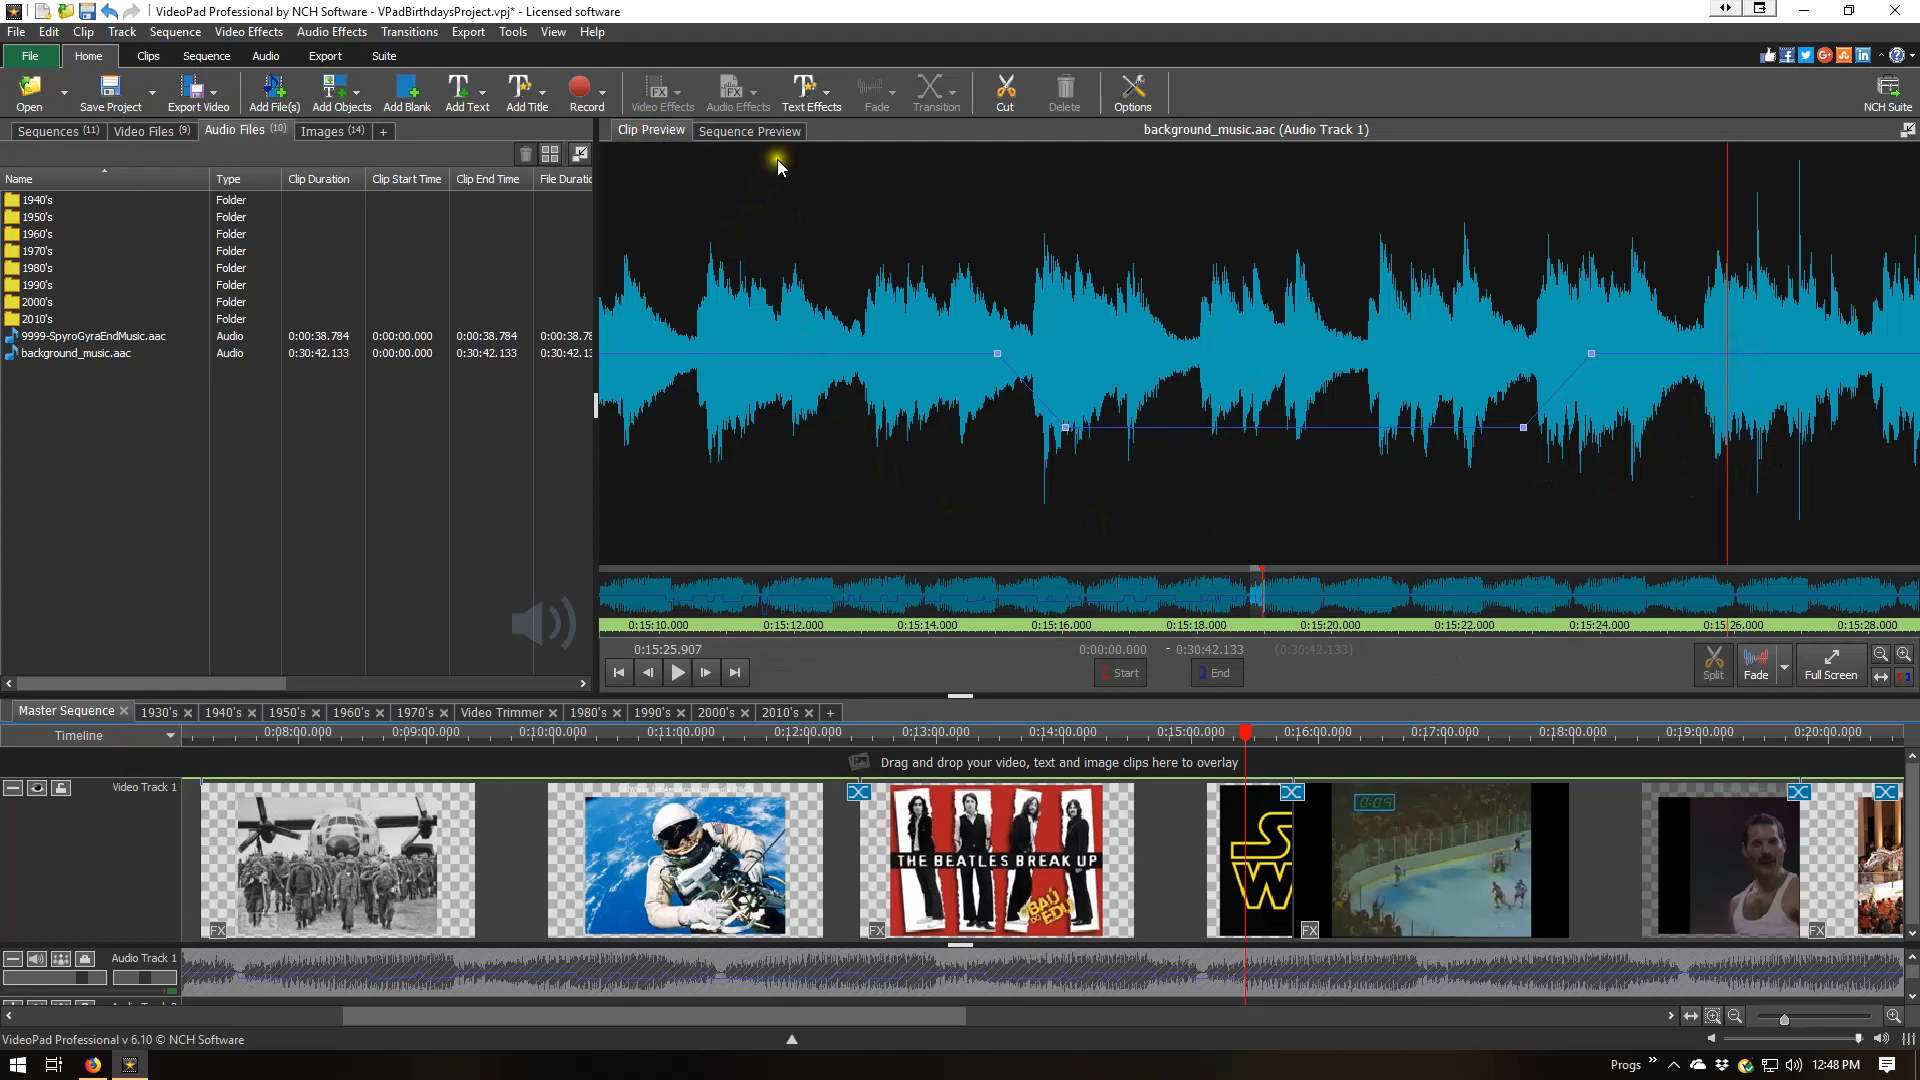 VideoPad Professional by NCH Software - VPadBirthdaysProject.vpj* - Licensed software
File Edit Clip Track Sequence Video Effects Audio Effects Transitions Export Tools View Help
File Home Clips Sequence Audio Export Suite
Open Save Project Export Video Add File(s) Add Objects Add Blank Add Text Add Title Record Video Effects Audio Effects Text Effects Fade Transition Cut Delete Options NCH Suite
Sequences (11) Video Files (9) Audio Files (10) Images (14) +
Clip Preview Sequence Preview background_music.aac (Audio Track 1)
Name Type Clip Duration Clip Start Time Clip End Time File Duratic
1940's Folder
1950's Folder
1960's Folder
1970's Folder
1980's Folder
1990's Folder
2000's Folder
2010's Folder
9999-SpyroGyraEndMusic.aac Audio 0:00:38.784 0:00:00.000 0:00:38.784 0:00:38.78
background_music.aac Audio 0:30:42.133 0:00:00.000 0:30:42.133 0:30:42.13
0:15:10.000 0:15:12.000 0:15:14.000 0:15:16.000 0:15:18.000 0:15:20.000 0:15:22.000 0:15:24.000 0:15:26.000 0:15:28.000
0:15:25.907 0:00:00.000 - 0:30:42.133 (0:30:42.133)
Start End Split Fade Full Screen
Master Sequence 1930's 1940's 1950's 1960's 1970's Video Trimmer 1980's 1990's 2000's 2010's +
Timeline 0:08:00.000 0:09:00.000 0:10:00.000 0:11:00.000 0:12:00.000 0:13:00.000 0:14:00.000 0:15:00.000 0:16:00.000 0:17:00.000 0:18:00.000 0:19:00.000 0:20:00.000
Drag and drop your video, text and image clips here to overlay
Video Track 1
0:09
S
THE BEATLES BREAK UP
W
BAÚ DO EDU
FX FX FX FX
Audio Track 1
VideoPad Professional v 6.10 © NCH Software
Progs 12:48 PM